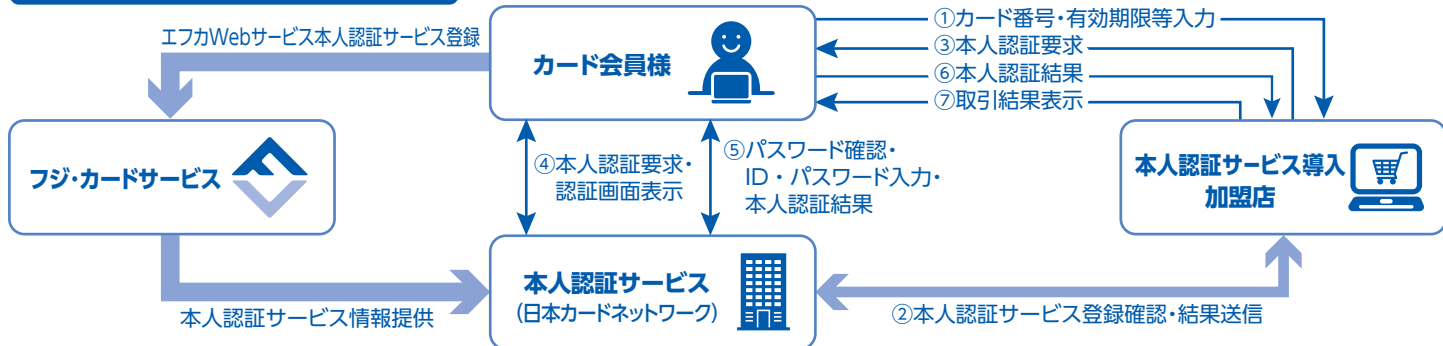 エフカWebサービス本人認証サービス登録
カード会員様
①カード番号・有効期限等入力
③本人認証要求
⑥本人認証結果
⑦取引結果表示
フジ・カードサービス
④本人認証要求・
認証画面表示
⑤パスワード確認・
ID・パスワード入力・
本人認証結果
本人認証サービス導入
加盟店
本人認証サービス
(日本カードネットワーク)
本人認証サービス情報提供
②本人認証サービス登録確認・結果送信